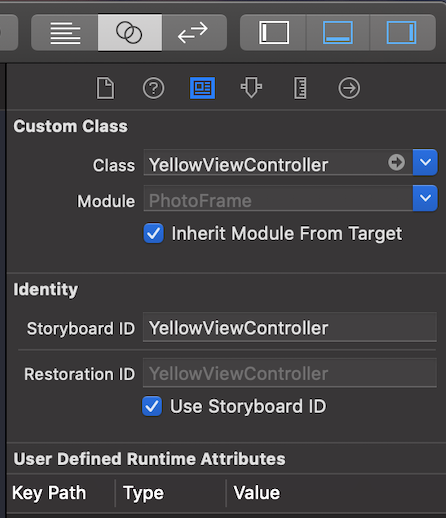 Custom Class
Class YellowViewController
Module PhotoFrame
Inherit Module From Target
Identity
Storyboard ID YellowViewController
Restoration ID YellowViewController
Use Storyboard ID
User Defined Runtime Attributes
Key Path Type Value